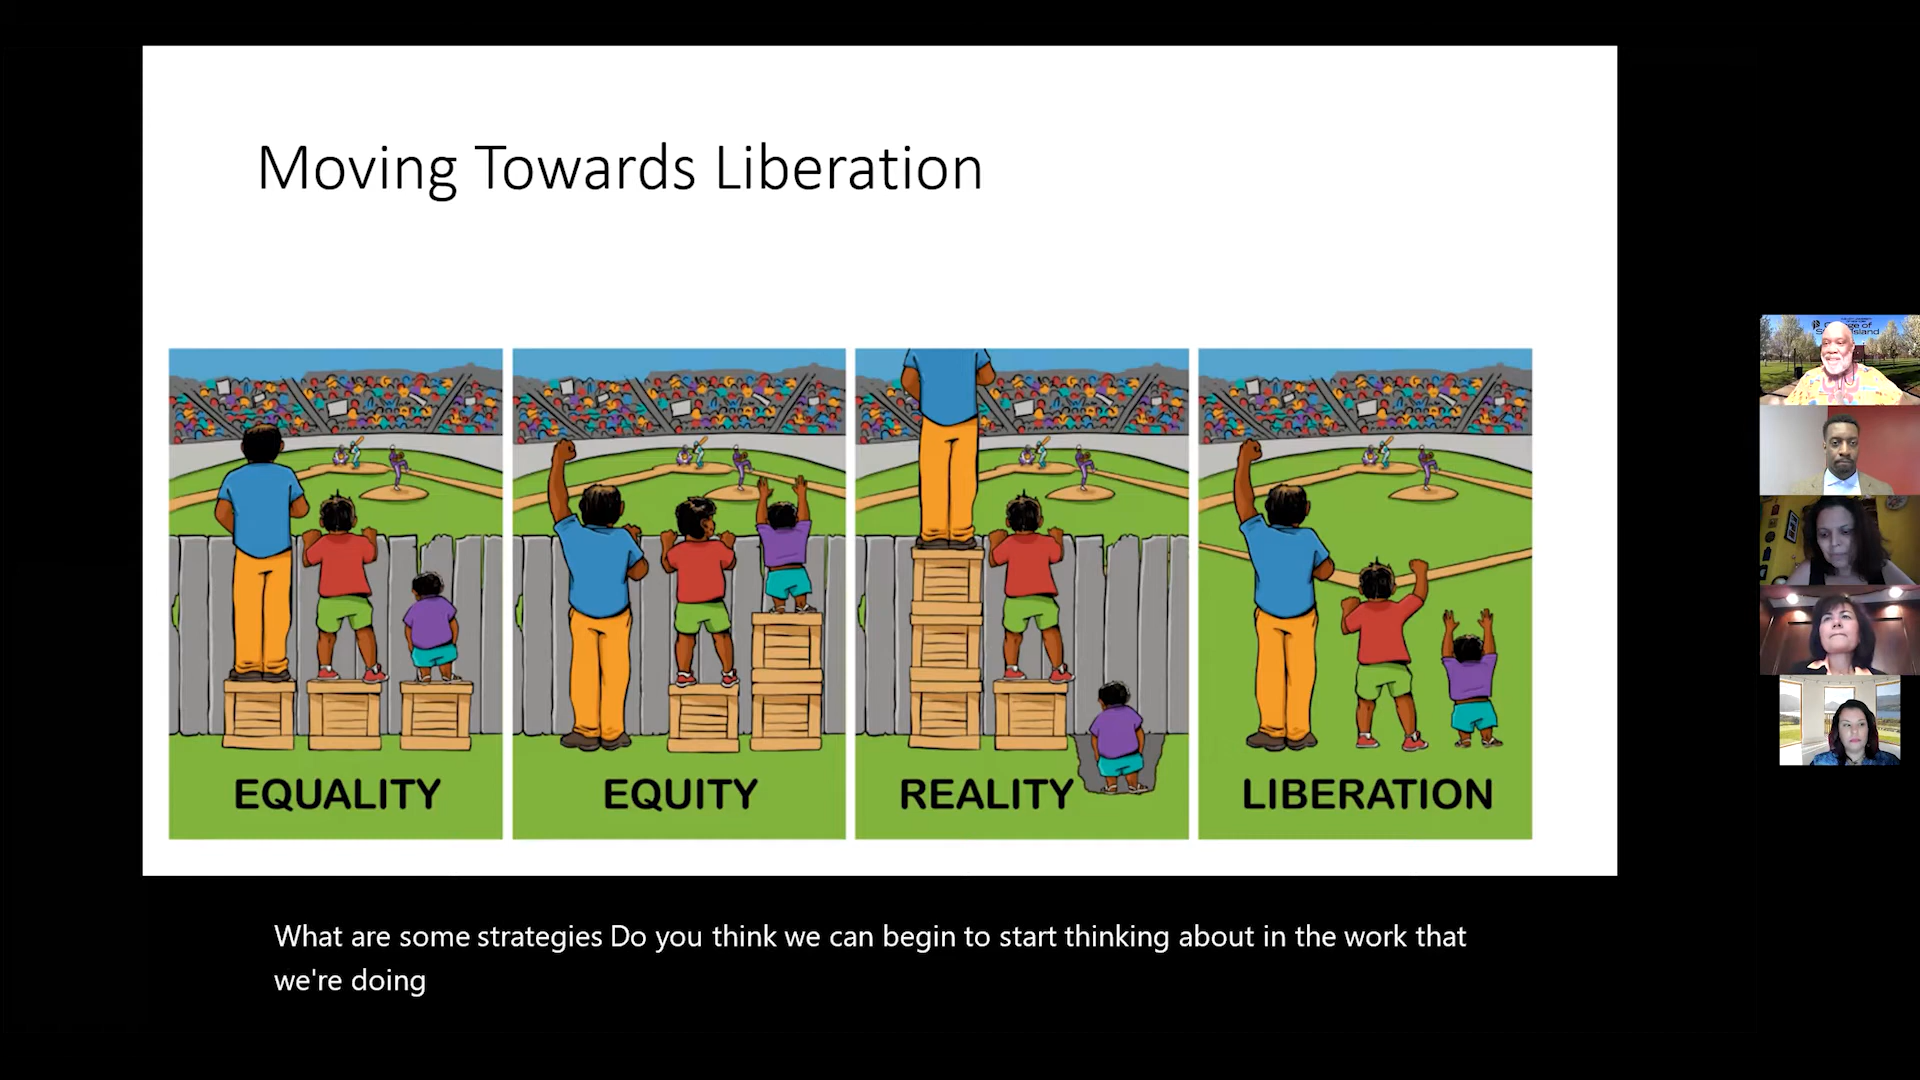 Moving Towards Liberation
EQUALITY
EQUITY
REALITY
LIBERATION
What are some strategies Do you think we can begin to start thinking about in the work that
we're doing